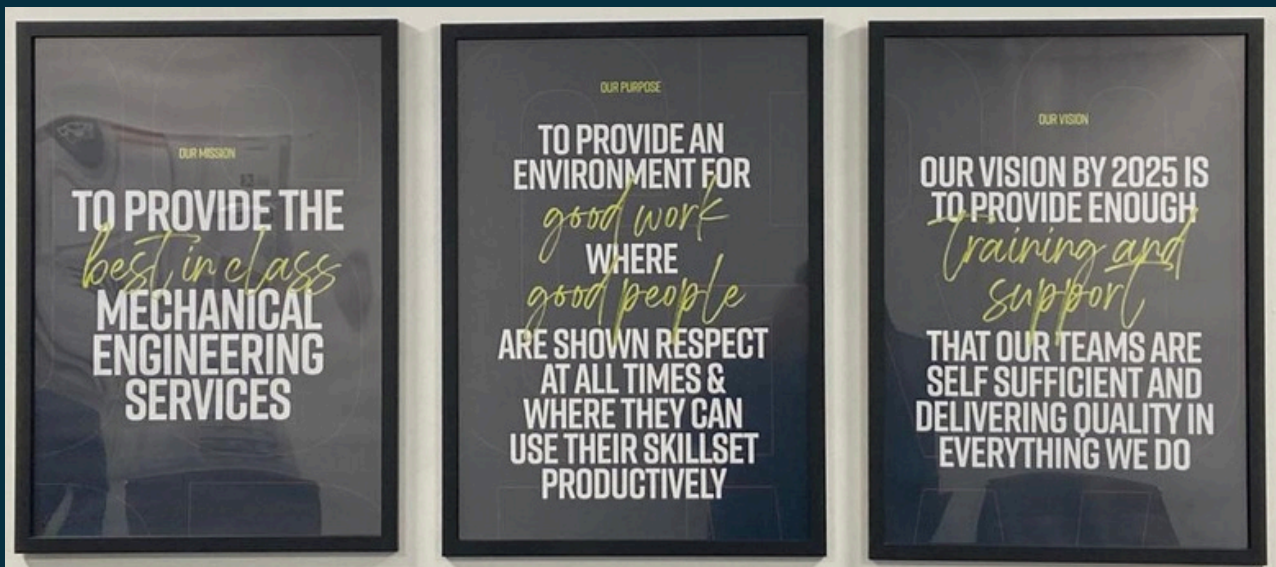 OUR MISSION
TO PROVIDE THE
best in class
MECHANICAL
ENGINEERING
SERVICES
OUR PURPOSE
TO PROVIDE AN
ENVIRONMENT FOR
good work
WHERE
good people
ARE SHOWN RESPECT
AT ALL TIMES &
WHERE THEY CAN
USE THEIR SKILLSET
PRODUCTIVELY
OUR VISION
OUR VISION BY 2025 IS
TO PROVIDE ENOUGH
training and
support
THAT OUR TEAMS ARE
SELF SUFFICIENT AND
DELIVERING QUALITY IN
EVERYTHING WE DO